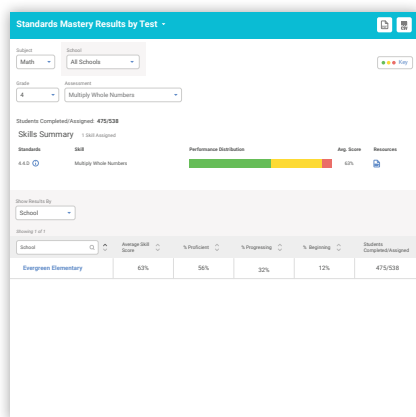 Standards Mastery Results by Test
Subject
School
Math
All Schools
Key
Grade
Assessment
4
Multiply Whole Numbers
Students Completed/Assigned: 475/538
Skills Summary 1 Skill Assigned
Standards Skill Performance Distribution Avg. Score Resources
4.4.D Multiply Whole Numbers 63%
Show Results By
School
Showing 1 of 1
School Average Skill Score % Proficient % Progressing % Beginning Students Completed/Assigned
Evergreen Elementary 63% 56% 32% 12% 475/538